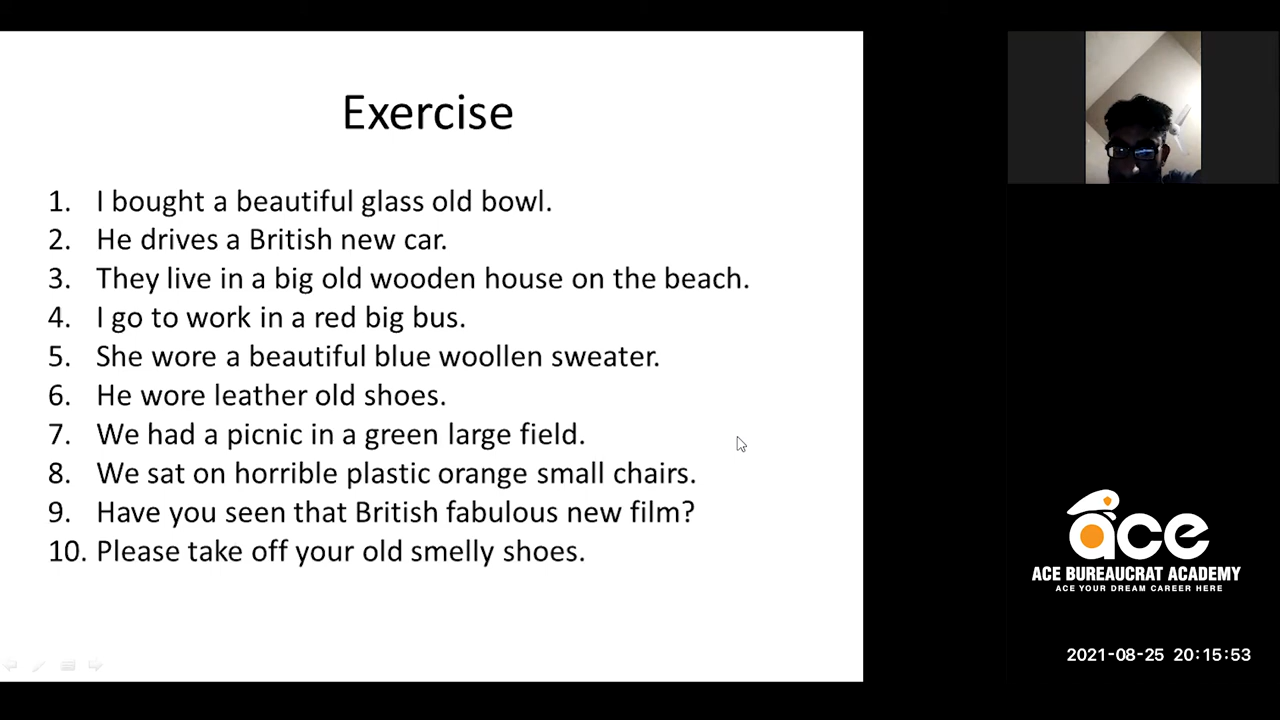 Exercise
1. I bought a beautiful glass old bowl.
2. He drives a British new car.
3. They live in a big old wooden house on the beach.
4. I go to work in a red big bus.
5. She wore a beautiful blue woollen sweater.
6. He wore leather old shoes.
7. We had a picnic in a green large field.
8. We sat on horrible plastic orange small chairs.
9. Have you seen that British fabulous new film?
10. Please take off your old smelly shoes.
ace
ACE BUREAUCRAT ACADEMY
ACE YOUR DREAM CAREER HERE
2021-08-25 20:15:53